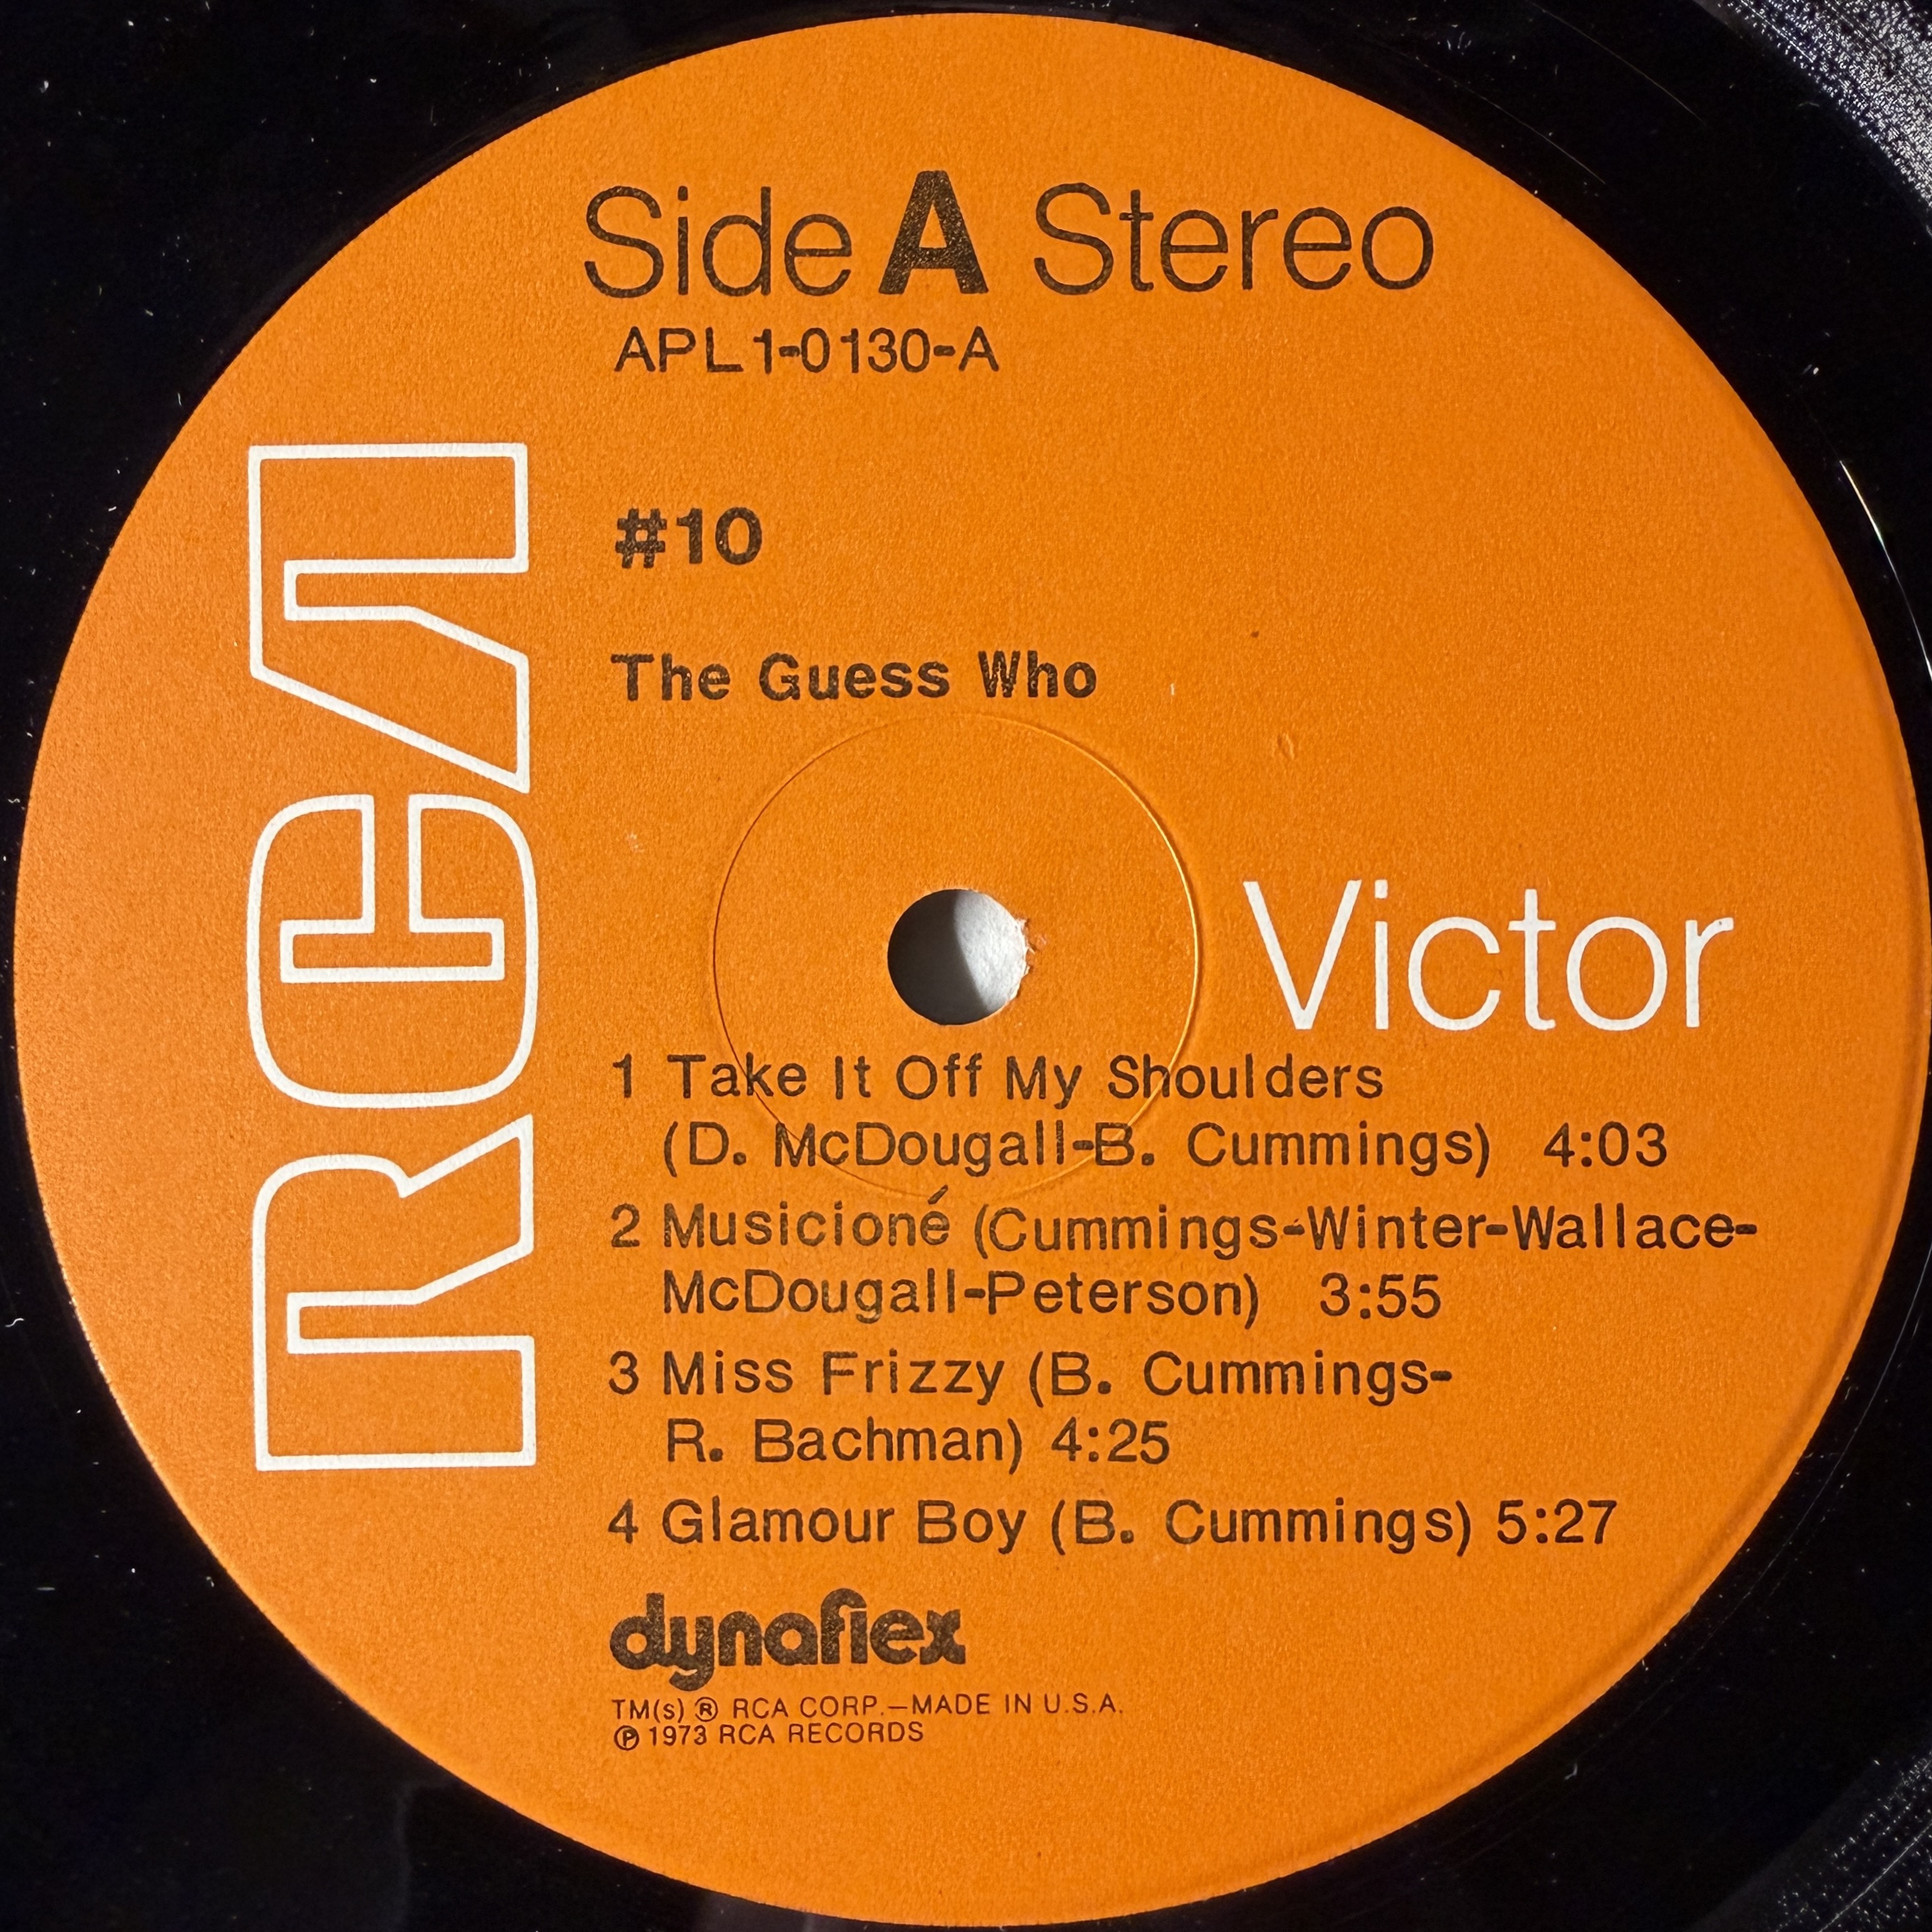 Side A Stereo
APL1-0130-A
RCA
#10
The Guess Who
Victor
1 Take It Off My Shoulders
(D. McDougall-B. Cummings) 4:03
2 Musicioné (Cummings-Winter-Wallace-
McDougall-Peterson) 3:55
3 Miss Frizzy (B. Cummings-
R. Bachman) 4:25
4 Glamour Boy (B. Cummings) 5:27
dynaflex
TM(s) ® RCA CORP.—MADE IN U.S.A.
℗ 1973 RCA RECORDS